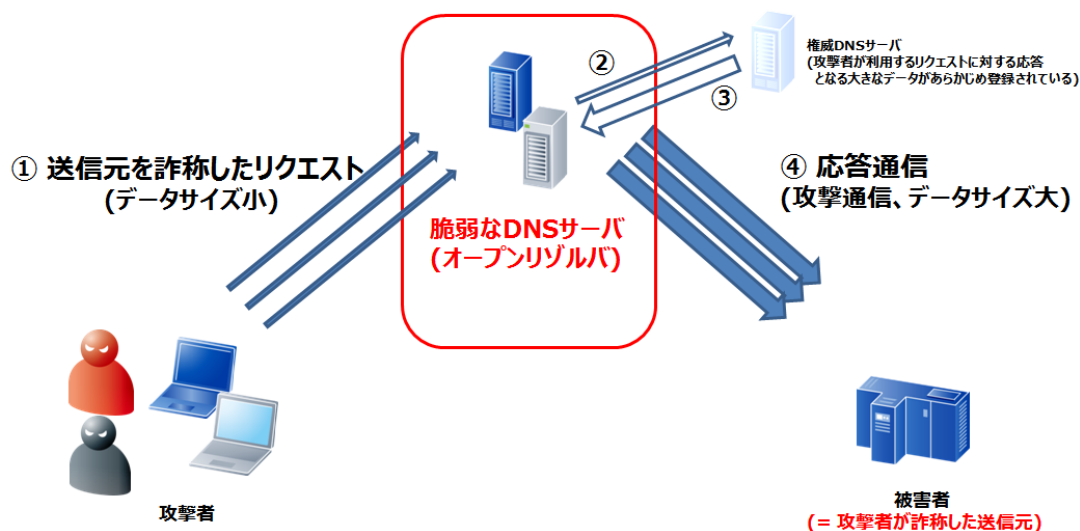 権威DNSサーバ
(攻撃者が利用するリクエストに対する応答
となる大きなデータがあらかじめ登録されている)
②
③
① 送信元を詐称したリクエスト
(データサイズ小)
④ 応答通信
(攻撃通信、データサイズ大)
脆弱なDNSサーバ
(オープンリゾルバ)
攻撃者
被害者
(= 攻撃者が詐称した送信元)